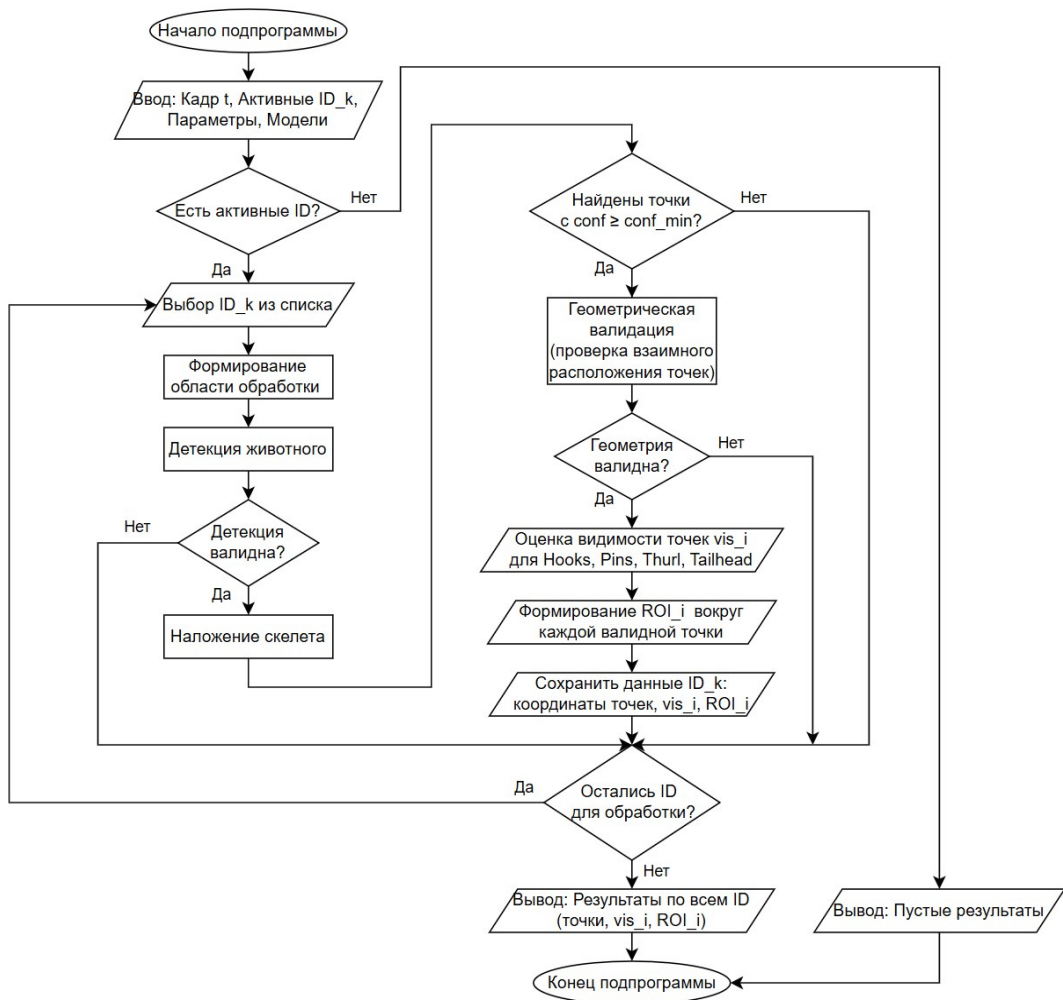 Начало подпрограммы
Ввод: Кадр t, Активные ID_k,
Параметры, Модели
Есть активные ID?
Нет
Да
Выбор ID_k из списка
Формирование
области обработки
Детекция животного
Детекция
валидна?
Нет
Да
Наложение скелета
Найдены точки
с conf ≥ conf_min?
Нет
Да
Геометрическая
валидация
(проверка взаимного
расположения точек)
Геометрия
валидна?
Нет
Да
Оценка видимости точек vis_i
для Hooks, Pins, Thurl, Tailhead
Формирование ROI_i вокруг
каждой валидной точки
Сохранить данные ID_k:
координаты точек, vis_i, ROI_i
Остались ID
для обработки?
Да
Нет
Вывод: Результаты по всем ID
(точки, vis_i, ROI_i)
Вывод: Пустые результаты
Конец подпрограммы